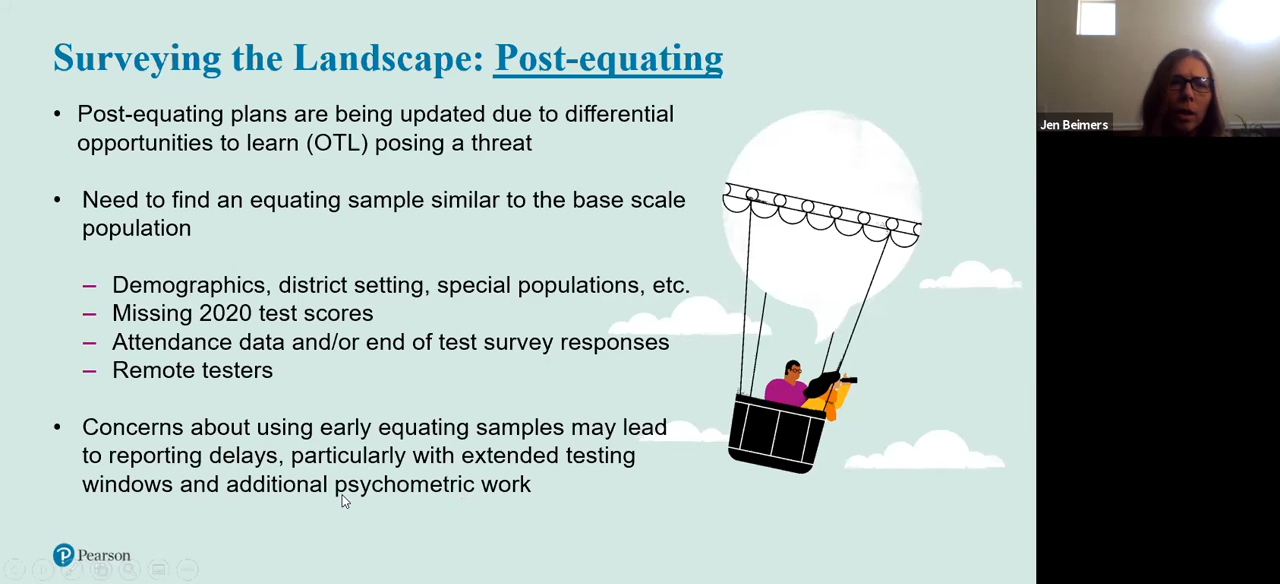 Surveying the Landscape: Post-equating
• Post-equating plans are being updated due to differential
opportunities to learn (OTL) posing a threat
• Need to find an equating sample similar to the base scale
population
– Demographics, district setting, special populations, etc.
– Missing 2020 test scores
– Attendance data and/or end of test survey responses
– Remote testers
• Concerns about using early equating samples may lead
to reporting delays, particularly with extended testing
windows and additional psychometric work
Pearson
Jen Beimers